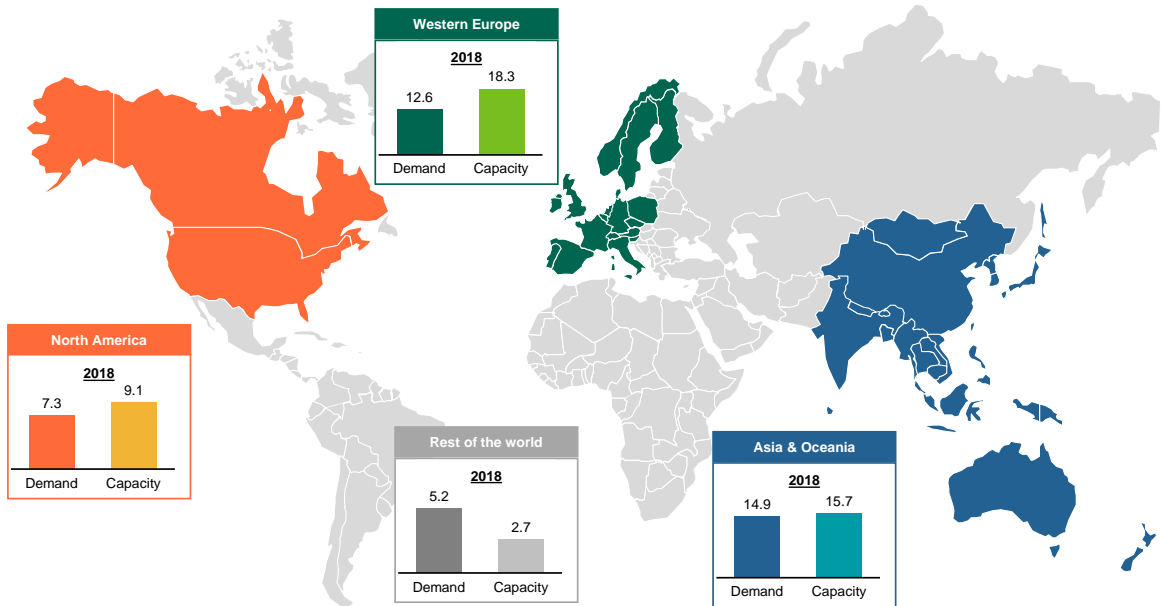 Western Europe
2018
12.6
18.3
Demand
Capacity
North America
2018
7.3
9.1
Demand
Capacity
Rest of the world
2018
5.2
2.7
Demand
Capacity
Asia & Oceania
2018
14.9
15.7
Demand
Capacity